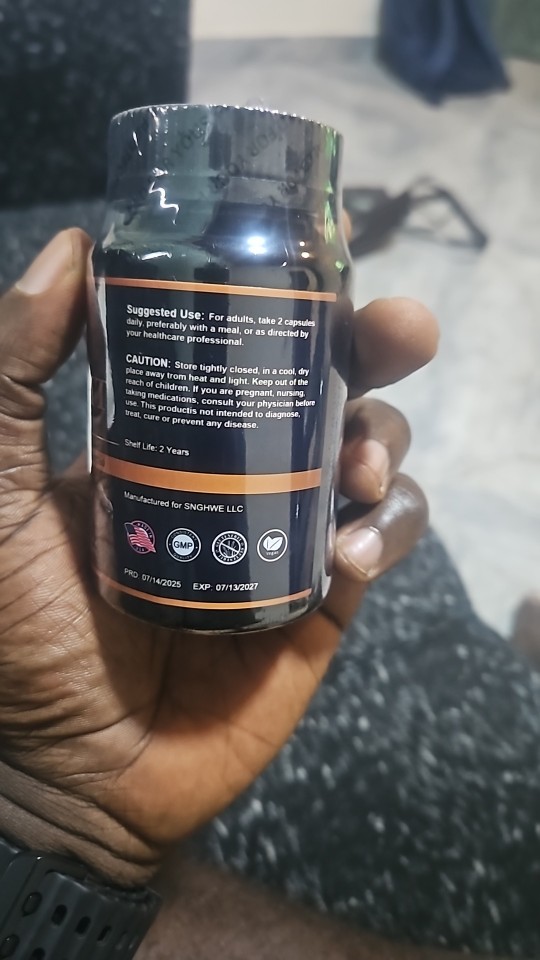 Suggested Use: For adults, take 2 capsules
daily, preferably with a meal, or as directed by
your healthcare professional.
CAUTION: Store tightly closed, in a cool, dry
place away from heat and light. Keep out of the
reach of children. If you are pregnant, nursing,
taking medications, consult your physician before
use. This productis not intended to diagnose,
treat, cure or prevent any disease.
Shelf Life: 2 Years
Manufactured for SNGHWE LLC
GMP
Vegan
PRD 07/14/2025 EXP: 07/13/2027